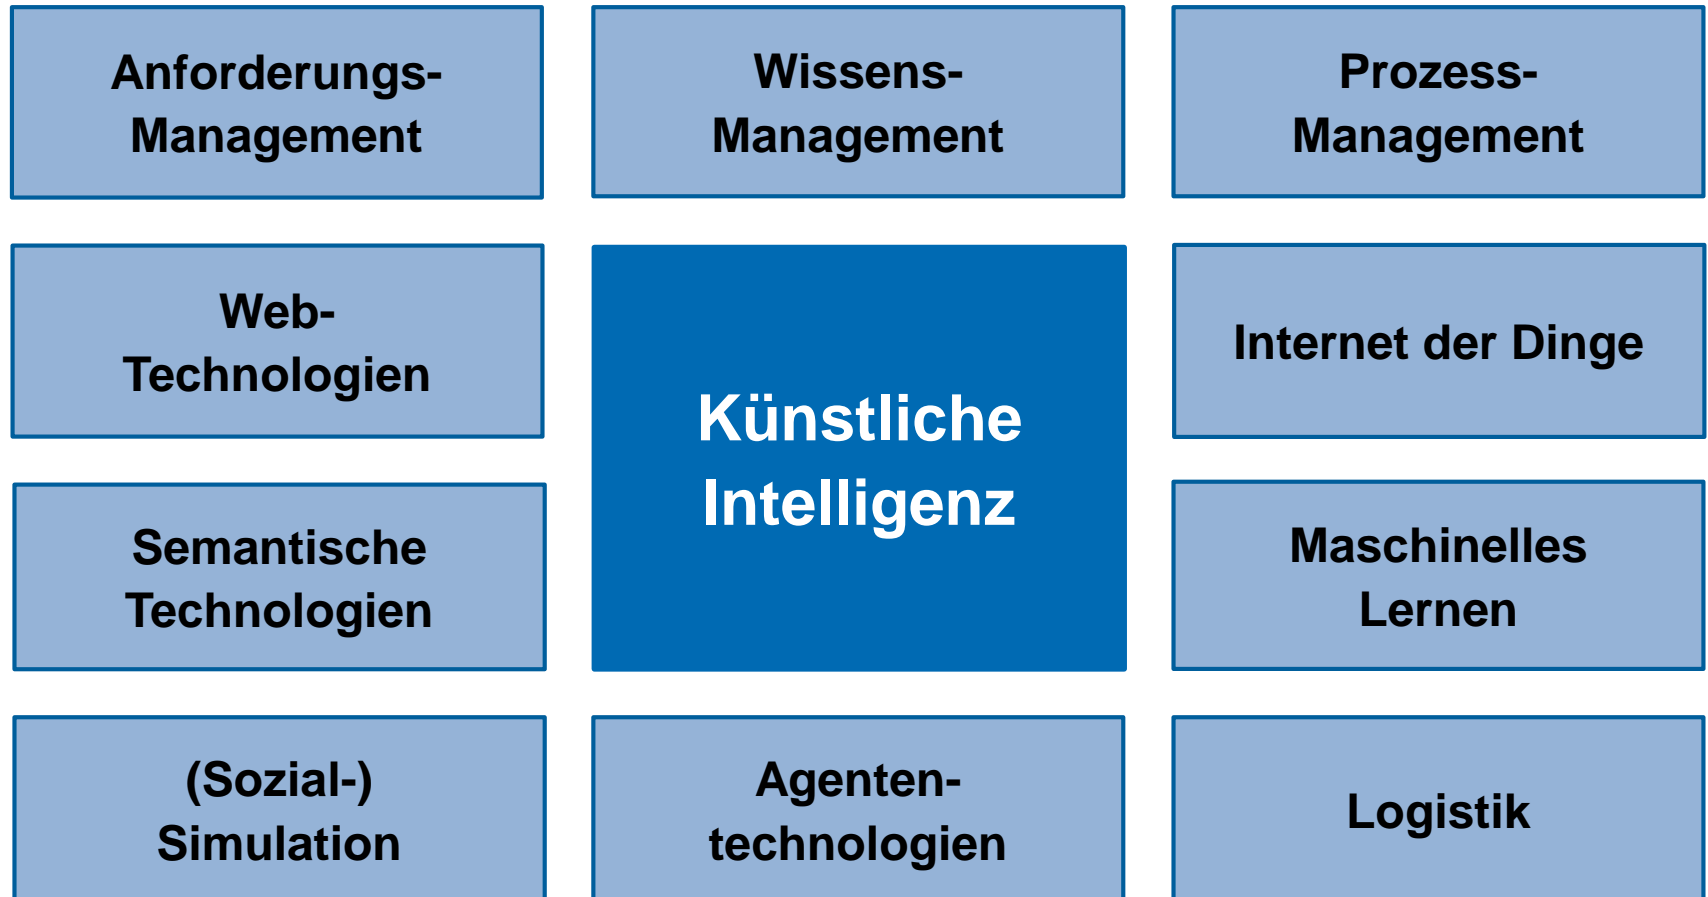 Anforderungs-
Management
Wissens-
Management
Prozess-
Management
Web-
Technologien
Künstliche
Intelligenz
Internet der Dinge
Semantische
Technologien
Maschinelles
Lernen
(Sozial-)
Simulation
Agenten-
technologien
Logistik